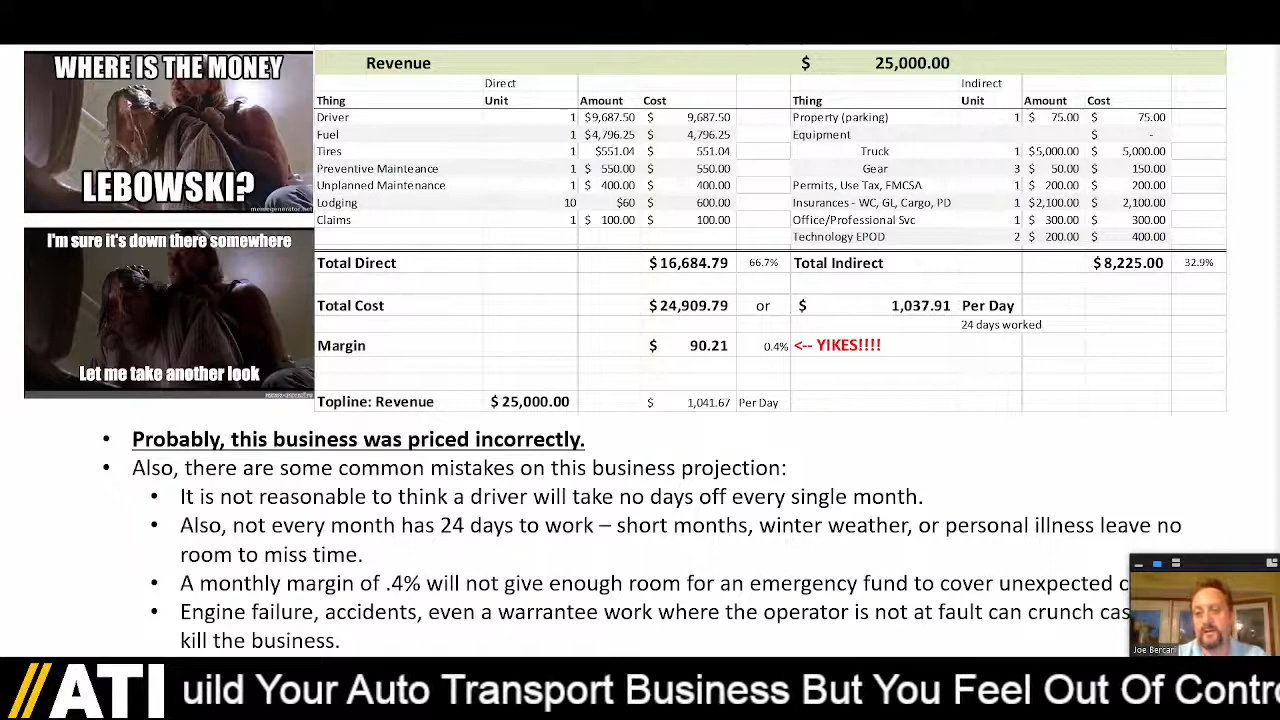 WHERE IS THE MONEY
LEBOWSKI?
memegenerator.net
I'm sure it's down there somewhere
Let me take another look
Revenue $ 25,000.00
Direct Indirect
Thing Unit Amount Cost Thing Unit Amount Cost
Driver 1 $9,687.50 $ 9,687.50 Property (parking) 1 $ 75.00 $ 75.00
Fuel 1 $4,796.25 $ 4,796.25 Equipment $ -
Tires 1 $551.04 $ 551.04 Truck 1 $5,000.00 $ 5,000.00
Preventive Mainteance 1 $ 550.00 $ 550.00 Gear 3 $ 50.00 $ 150.00
Unplanned Maintenance 1 $ 400.00 $ 400.00 Permits, Use Tax, FMCSA 1 $ 200.00 $ 200.00
Lodging 10 $60 $ 600.00 Insurances - WC, GL, Cargo, PD 1 $2,100.00 $ 2,100.00
Claims 1 $ 100.00 $ 100.00 Office/Professional Svc 1 $ 300.00 $ 300.00
Technology EPOD 2 $ 200.00 $ 400.00
Total Direct $16,684.79 66.7% Total Indirect $8,225.00 32.9%
Total Cost $24,909.79 or $ 1,037.91 Per Day
24 days worked
Margin $ 90.21 0.4% <-- YIKES!!!!
Topline: Revenue $ 25,000.00 $ 1,041.67 Per Day
• Probably, this business was priced incorrectly.
• Also, there are some common mistakes on this business projection:
• It is not reasonable to think a driver will take no days off every single month.
• Also, not every month has 24 days to work – short months, winter weather, or personal illness leave no
room to miss time.
• A monthly margin of .4% will not give enough room for an emergency fund to cover unexpected c
• Engine failure, accidents, even a warrantee work where the operator is not at fault can crunch cas
kill the business.
Joe Bercan
//ATI uild Your Auto Transport Business But You Feel Out Of Contro